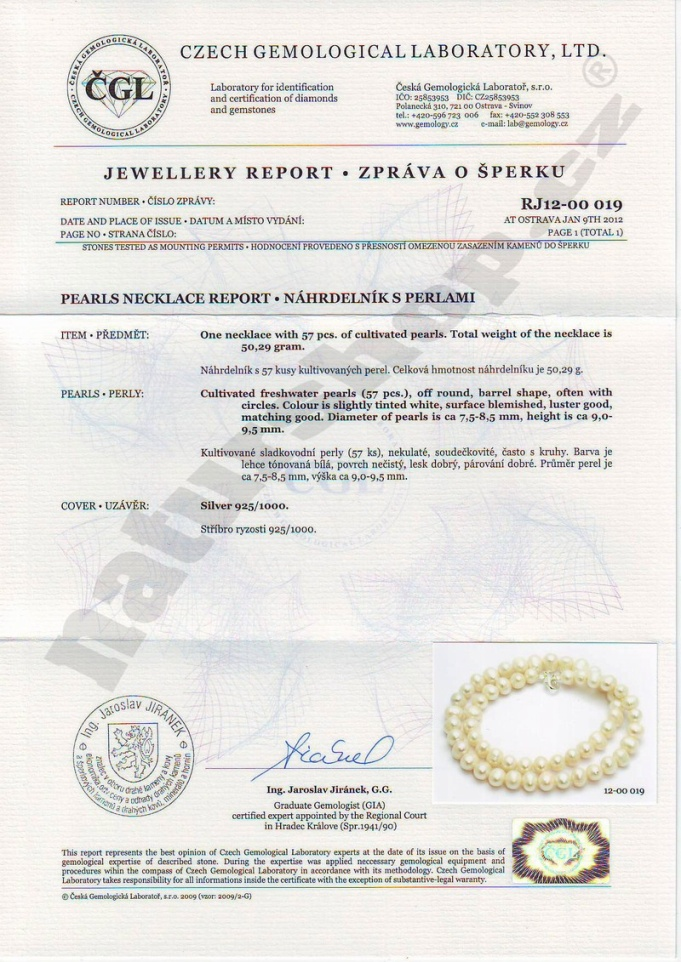 ČESKÁ GEMOLOGICKÁ LABORATOŘ
ČGL
CZECH GEMOLOGICAL LABORATORY
CZECH GEMOLOGICAL LABORATORY, LTD.
Laboratory for identification
and certification of diamonds
and gemstones
Česká Gemologická Laboratoř, s.r.o.
IČO: 25853953 DIČ: CZ25853953
Polanecká 310, 721 00 Ostrava - Svinov
tel.: +420-596 723 006 fax: +420-552 308 553
www.gemology.cz e-mail: lab@gemology.cz
JEWELLERY REPORT • ZPRÁVA O ŠPERKU
REPORT NUMBER • ČÍSLO ZPRÁVY: RJ12-00 019
DATE AND PLACE OF ISSUE • DATUM A MÍSTO VYDÁNÍ: AT OSTRAVA JAN 9TH 2012
PAGE NO • STRANA ČÍSLO: PAGE 1 (TOTAL 1)
STONES TESTED AS MOUNTING PERMITS • HODNOCENÍ PROVEDENO S PŘESNOSTÍ OMEZENOU ZASAZENÍM KAMENŮ DO ŠPERKU
PEARLS NECKLACE REPORT • NÁHRDELNÍK S PERLAMI
ITEM • PŘEDMĚT: One necklace with 57 pcs. of cultivated pearls. Total weight of the necklace is
50,29 gram.
Náhrdelník s 57 kusy kultivovaných perel. Celková hmotnost náhrdelníku je 50,29 g.
PEARLS • PERLY: Cultivated freshwater pearls (57 pcs.), off round, barrel shape, often with
circles. Colour is slightly tinted white, surface blemished, luster good,
matching good. Diameter of pearls is ca 7,5-8,5 mm, height is ca 9,0-
9,5 mm.
Kultivované sladkovodní perly (57 ks), nekulaté, soudečkovité, často s kruhy. Barva je
lehce tónovaná bílá, povrch nečistý, lesk dobrý, párování dobré. Průměr perel je
ca 7,5-8,5 mm, výška ca 9,0-9,5 mm.
COVER • UZÁVĚR: Silver 925/1000.
Stříbro ryzosti 925/1000.
naturshop.cz ®
Ing. Jaroslav JIRÁNEK
12-00 019
Ing. Jaroslav Jiránek, G.G.
Graduate Gemologist (GIA)
certified expert appointed by the Regional Court
in Hradec Králove (Spr.1941/90)
ČGL
This report represents the best opinion of Czech Gemological Laboratory experts at the date of its issue on the basis of
gemological expertise of described stone. During the expertise was applied neccessary gemological equipment and
procedures wihtin the compass of Czech Gemological Laboratory in accordance with its methodology. Czech Gemological
Laboratory takes responsibility for all informations inside the certificate with the exception of substantive-legal warranty.
© Česká Gemologická Laboratoř, s.r.o. 2009 (vzor: 2009/2-G)